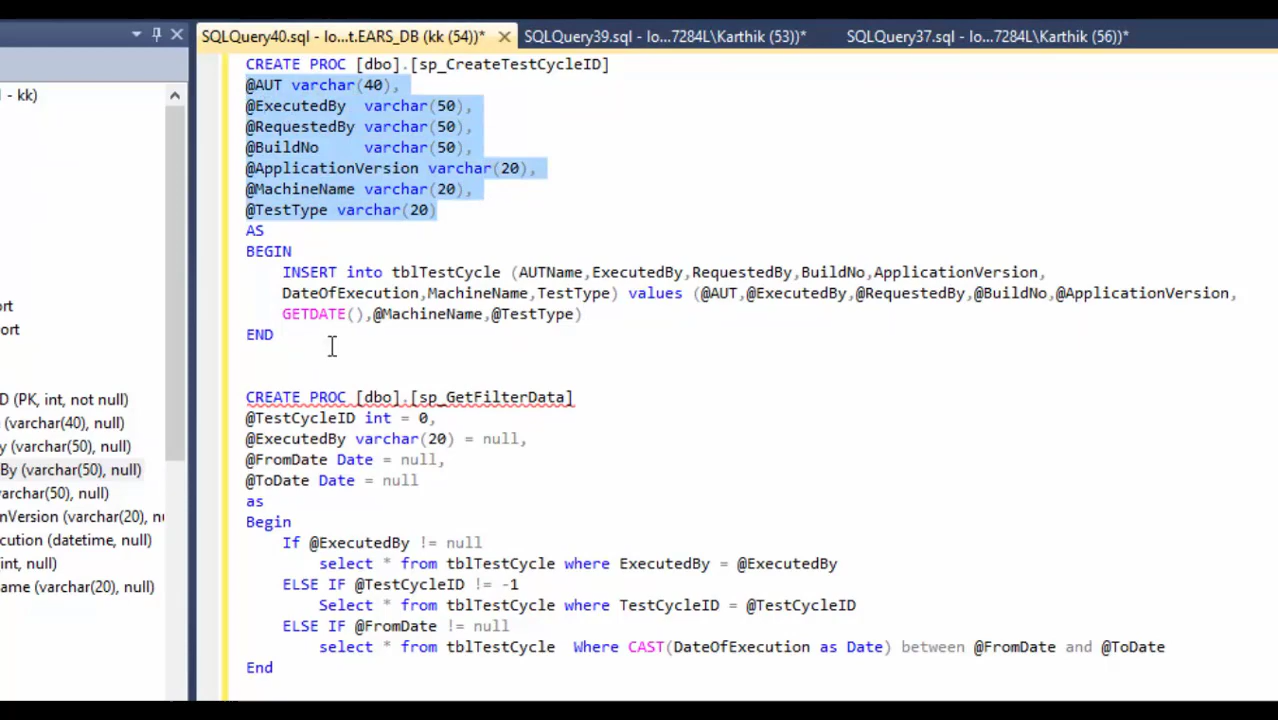 SQLQuery40.sql - lo...t.EARS_DB (kk (54))*
SQLQuery39.sql - lo...7284L\Karthik (53))*
SQLQuery37.sql - lo...7284L\Karthik (56))*
- kk)
ort
ort
D (PK, int, not null)
(varchar(40), null)
y (varchar(50), null)
By (varchar(50), null)
varchar(50), null)
nVersion (varchar(20), nu
cution (datetime, null)
int, null)
ame (varchar(20), null)
CREATE PROC [dbo].[sp_CreateTestCycleID]
@AUT varchar(40),
@ExecutedBy  varchar(50),
@RequestedBy varchar(50),
@BuildNo     varchar(50),
@ApplicationVersion varchar(20),
@MachineName varchar(20),
@TestType varchar(20)
AS
BEGIN
    INSERT into tblTestCycle (AUTName,ExecutedBy,RequestedBy,BuildNo,ApplicationVersion,
    DateOfExecution,MachineName,TestType) values (@AUT,@ExecutedBy,@RequestedBy,@BuildNo,@ApplicationVersion,
    GETDATE(),@MachineName,@TestType)
END
CREATE PROC [dbo].[sp_GetFilterData]
@TestCycleID int = 0,
@ExecutedBy varchar(20) = null,
@FromDate Date = null,
@ToDate Date = null
as
Begin
    If @ExecutedBy != null
        select * from tblTestCycle where ExecutedBy = @ExecutedBy
    ELSE IF @TestCycleID != -1
        Select * from tblTestCycle where TestCycleID = @TestCycleID
    ELSE IF @FromDate != null
        select * from tblTestCycle  Where CAST(DateOfExecution as Date) between @FromDate and @ToDate
End